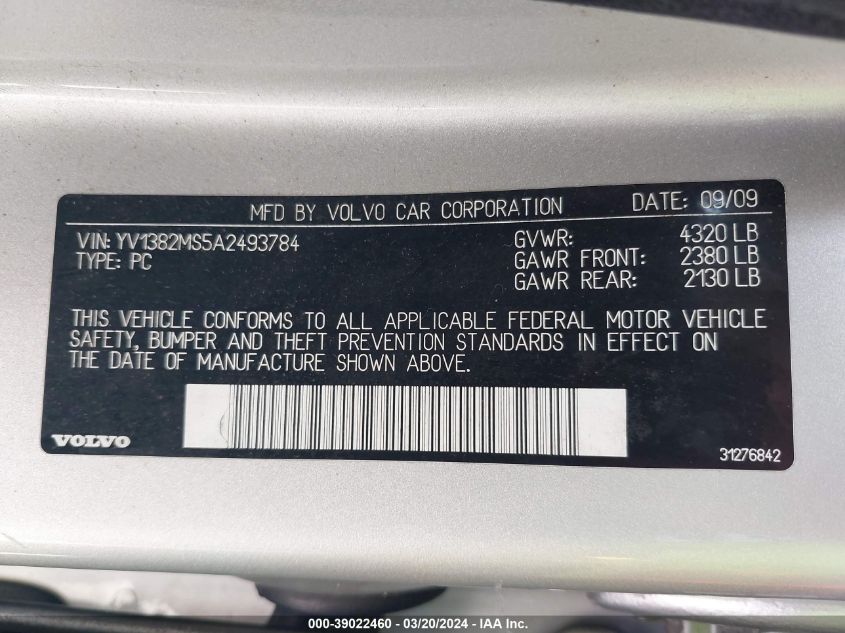 MFD BY VOLVO CAR CORPORATION DATE: 09/09
VIN: YV1382MS5A2493784 GVWR: 4320 LB
TYPE: PC GAWR FRONT: 2380 LB
GAWR REAR: 2130 LB
THIS VEHICLE CONFORMS TO ALL APPLICABLE FEDERAL MOTOR VEHICLE
SAFETY, BUMPER AND THEFT PREVENTION STANDARDS IN EFFECT ON
THE DATE OF MANUFACTURE SHOWN ABOVE.
VOLVO 31276842
000-39022460 - 03/20/2024 - IAA Inc.